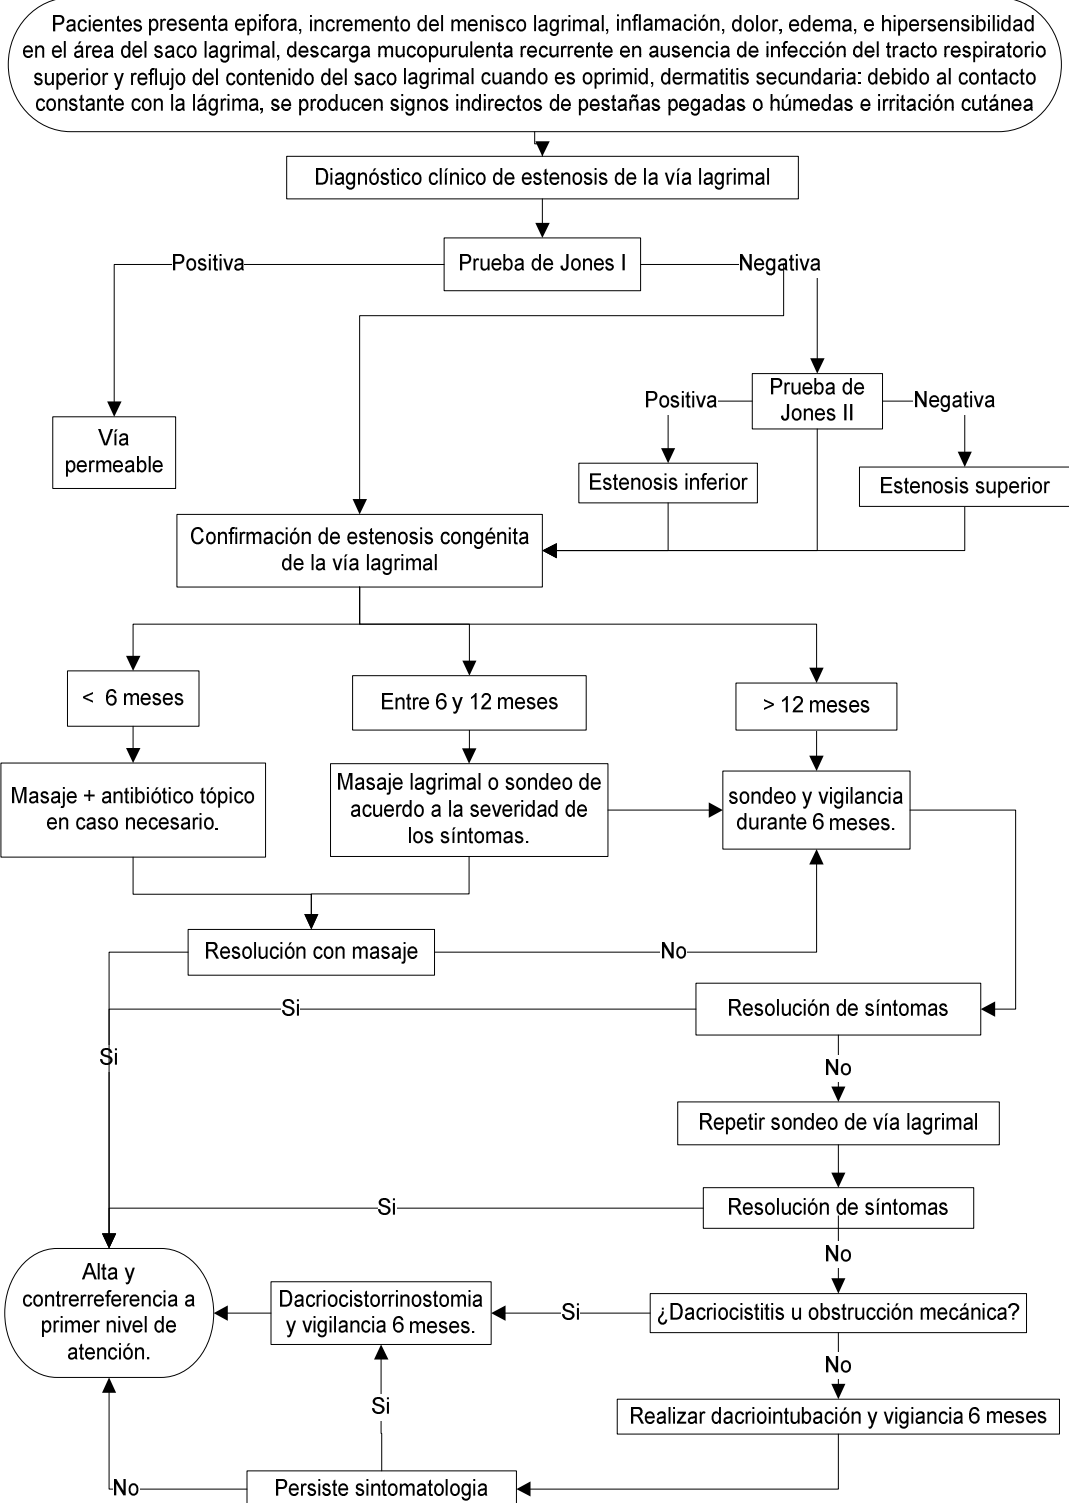 Pacientes presenta epifora, incremento del menisco lagrimal, inflamación, dolor, edema, e hipersensibilidad
en el área del saco lagrimal, descarga mucopurulenta recurrente en ausencia de infección del tracto respiratorio
superior y reflujo del contenido del saco lagrimal cuando es oprimid, dermatitis secundaria: debido al contacto
constante con la lágrima, se producen signos indirectos de pestañas pegadas o húmedas e irritación cutánea
Diagnóstico clínico de estenosis de la vía lagrimal
Positiva
Prueba de Jones I
Negativa
Prueba de
Jones II
Positiva
Negativa
Vía
permeable
Estenosis inferior
Estenosis superior
Confirmación de estenosis congénita
de la vía lagrimal
< 6 meses
Entre 6 y 12 meses
> 12 meses
Masaje + antibiótico tópico
en caso necesario.
Masaje lagrimal o sondeo de
acuerdo a la severidad de
los síntomas.
sondeo y vigilancia
durante 6 meses.
Resolución con masaje
No
Si
Resolución de síntomas
Si
No
Repetir sondeo de vía lagrimal
Si
Resolución de síntomas
No
Alta y
contrerreferencia a
primer nivel de
atención.
Dacriocistorrinostomia
y vigilancia 6 meses.
Si
¿Dacriocistitis u obstrucción mecánica?
No
Si
Realizar dacriointubación y vigiancia 6 meses
No
Persiste sintomatologia